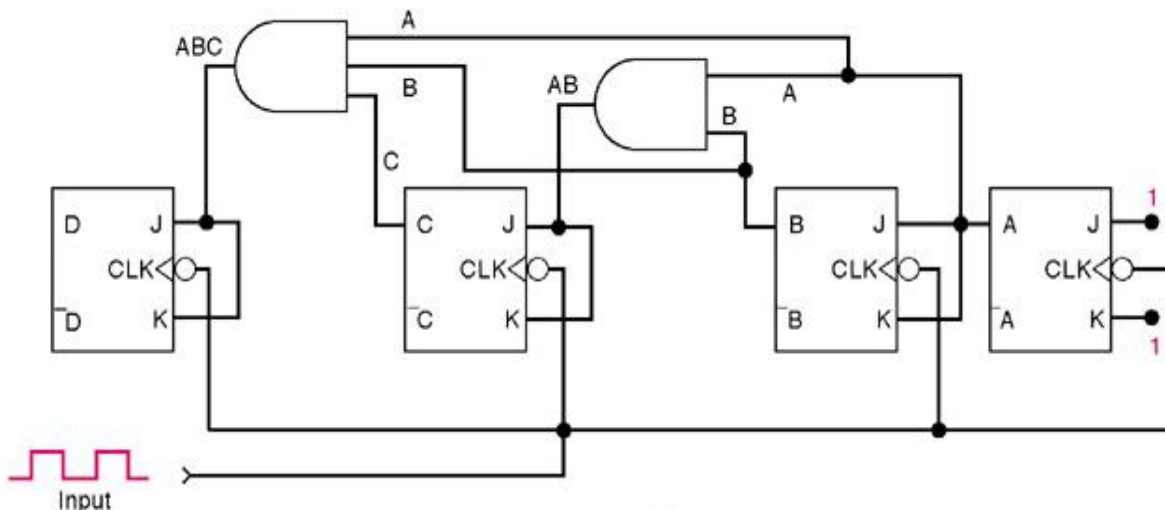 A
ABC
AB
B
A
B
C
D J
CLK
D̅ K
C J
CLK
C̅ K
B J
CLK
B̅ K
A J
CLK
A̅ K
1
1
Input